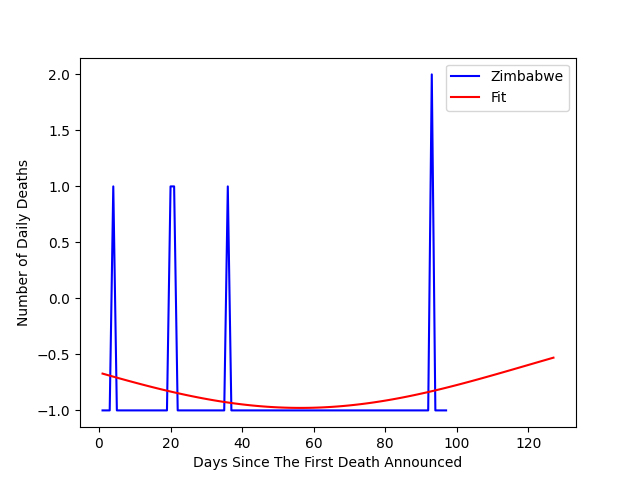 Zimbabwe
Fit
Number of Daily Deaths
2.0
1.5
1.0
0.5
0.0
−0.5
−1.0
0 20 40 60 80 100 120
Days Since The First Death Announced